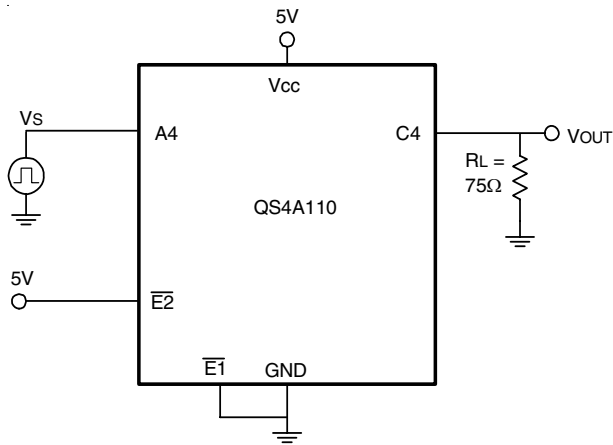 5V
Vcc
VS
A4
C4
VOUT
RL =
75Ω
QS4A110
5V
E2
E1
GND